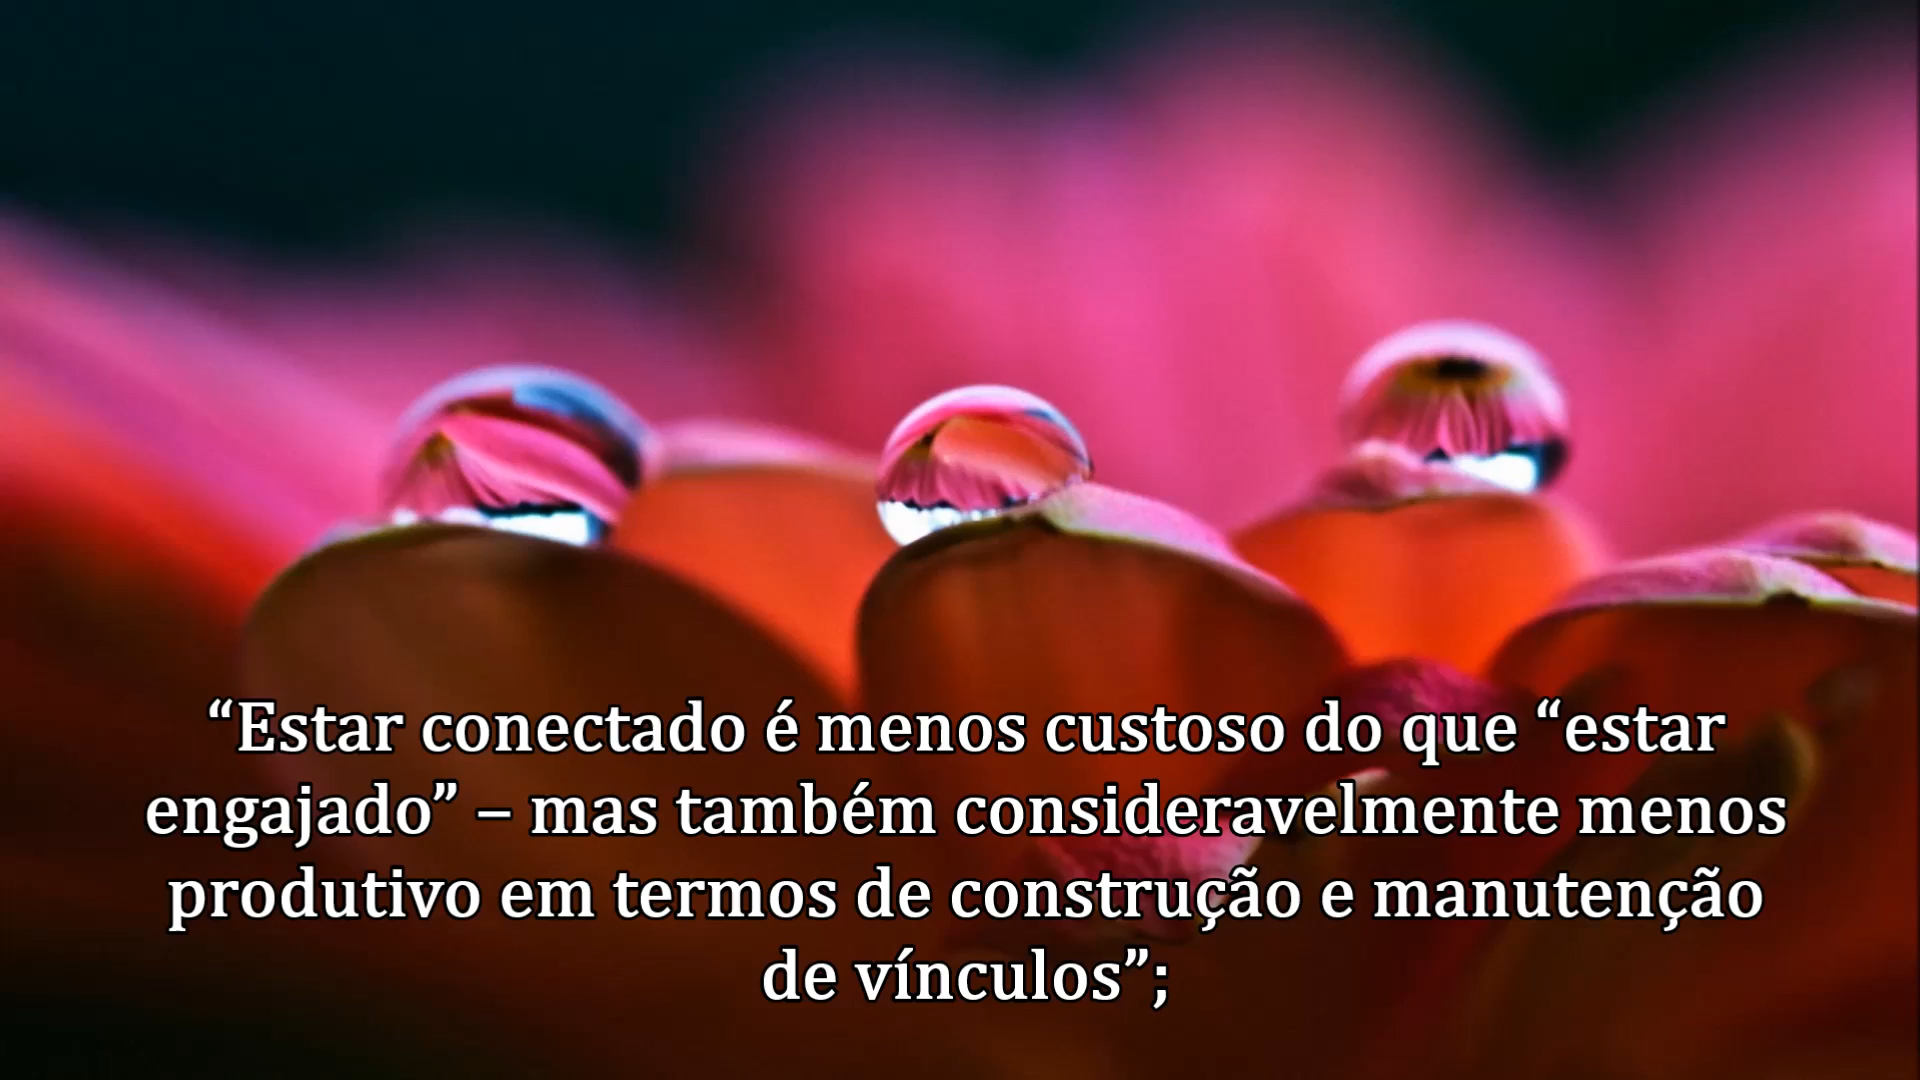 “Estar conectado é menos custoso do que “estar
engajado” – mas também consideravelmente menos
produtivo em termos de construção e manutenção
de vínculos”;